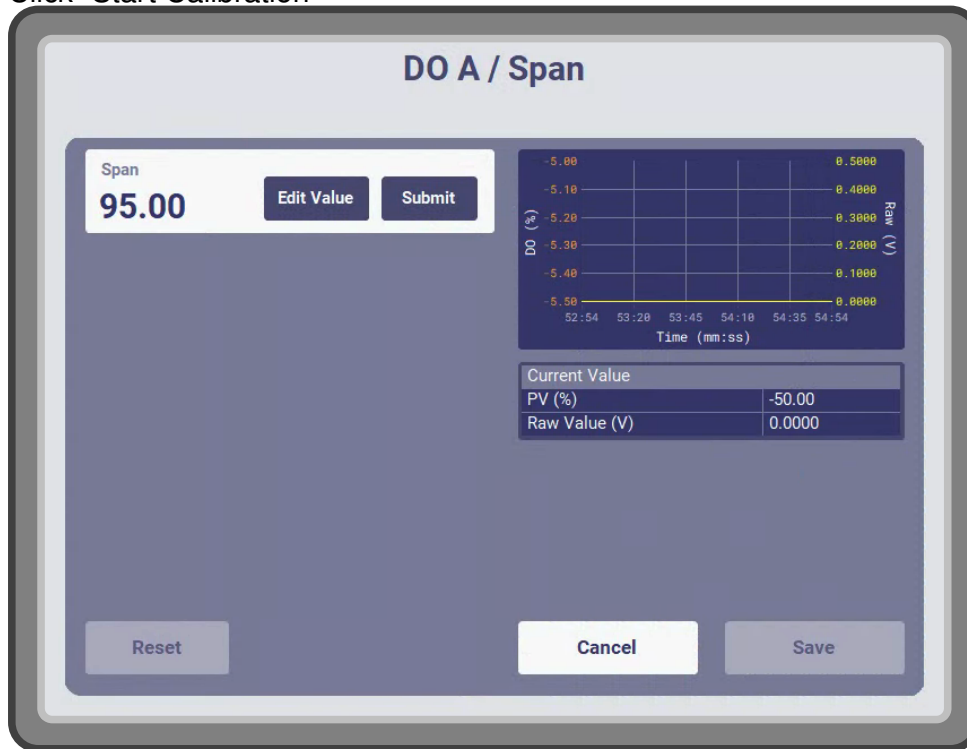 Click "Start Calibration"
DO A / Span
Span
95.00
Edit Value
Submit
-5.00
-5.10
-5.20
-5.30
-5.40
-5.50
DO (%)
0.5000
0.4000
0.3000
0.2000
0.1000
0.0000
Raw (V)
52:54 53:20 53:45 54:10 54:35 54:54
Time (mm:ss)
Current Value
PV (%) -50.00
Raw Value (V) 0.0000
Reset
Cancel
Save